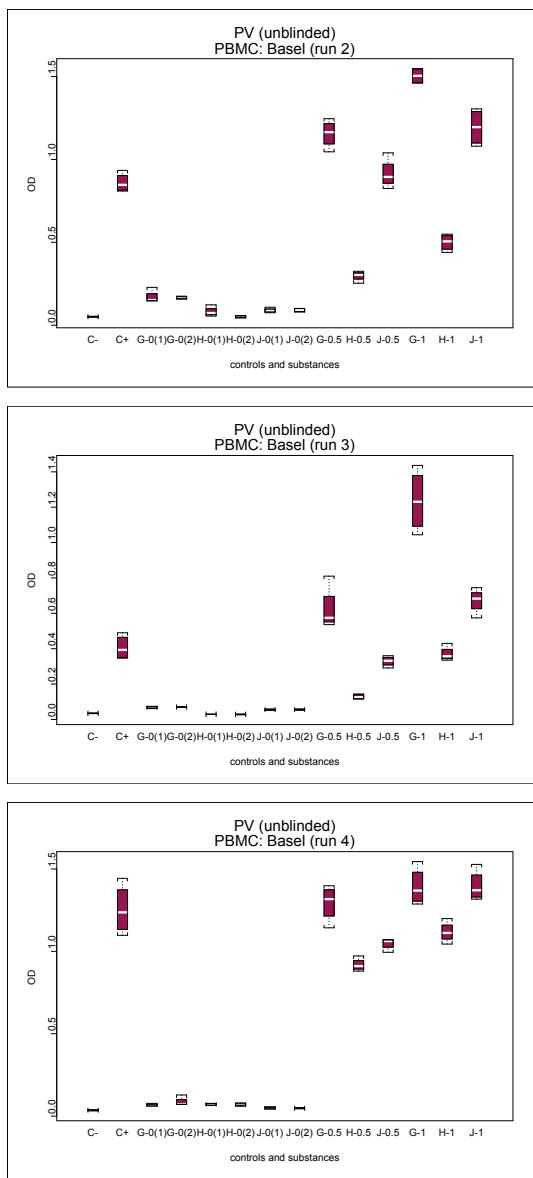 PV (unblinded)
PBMC: Basel (run 2)
1.5
1.0
0.5
0.0
OD
C- C+ G-0(1) G-0(2) H-0(1) H-0(2) J-0(1) J-0(2) G-0.5 H-0.5 J-0.5 G-1 H-1 J-1
controls and substances
PV (unblinded)
PBMC: Basel (run 3)
1.4
1.2
1.0
0.8
0.6
0.4
0.2
0.0
OD
C- C+ G-0(1) G-0(2) H-0(1) H-0(2) J-0(1) J-0(2) G-0.5 H-0.5 J-0.5 G-1 H-1 J-1
controls and substances
PV (unblinded)
PBMC: Basel (run 4)
1.5
1.0
0.5
0.0
OD
C- C+ G-0(1) G-0(2) H-0(1) H-0(2) J-0(1) J-0(2) G-0.5 H-0.5 J-0.5 G-1 H-1 J-1
controls and substances